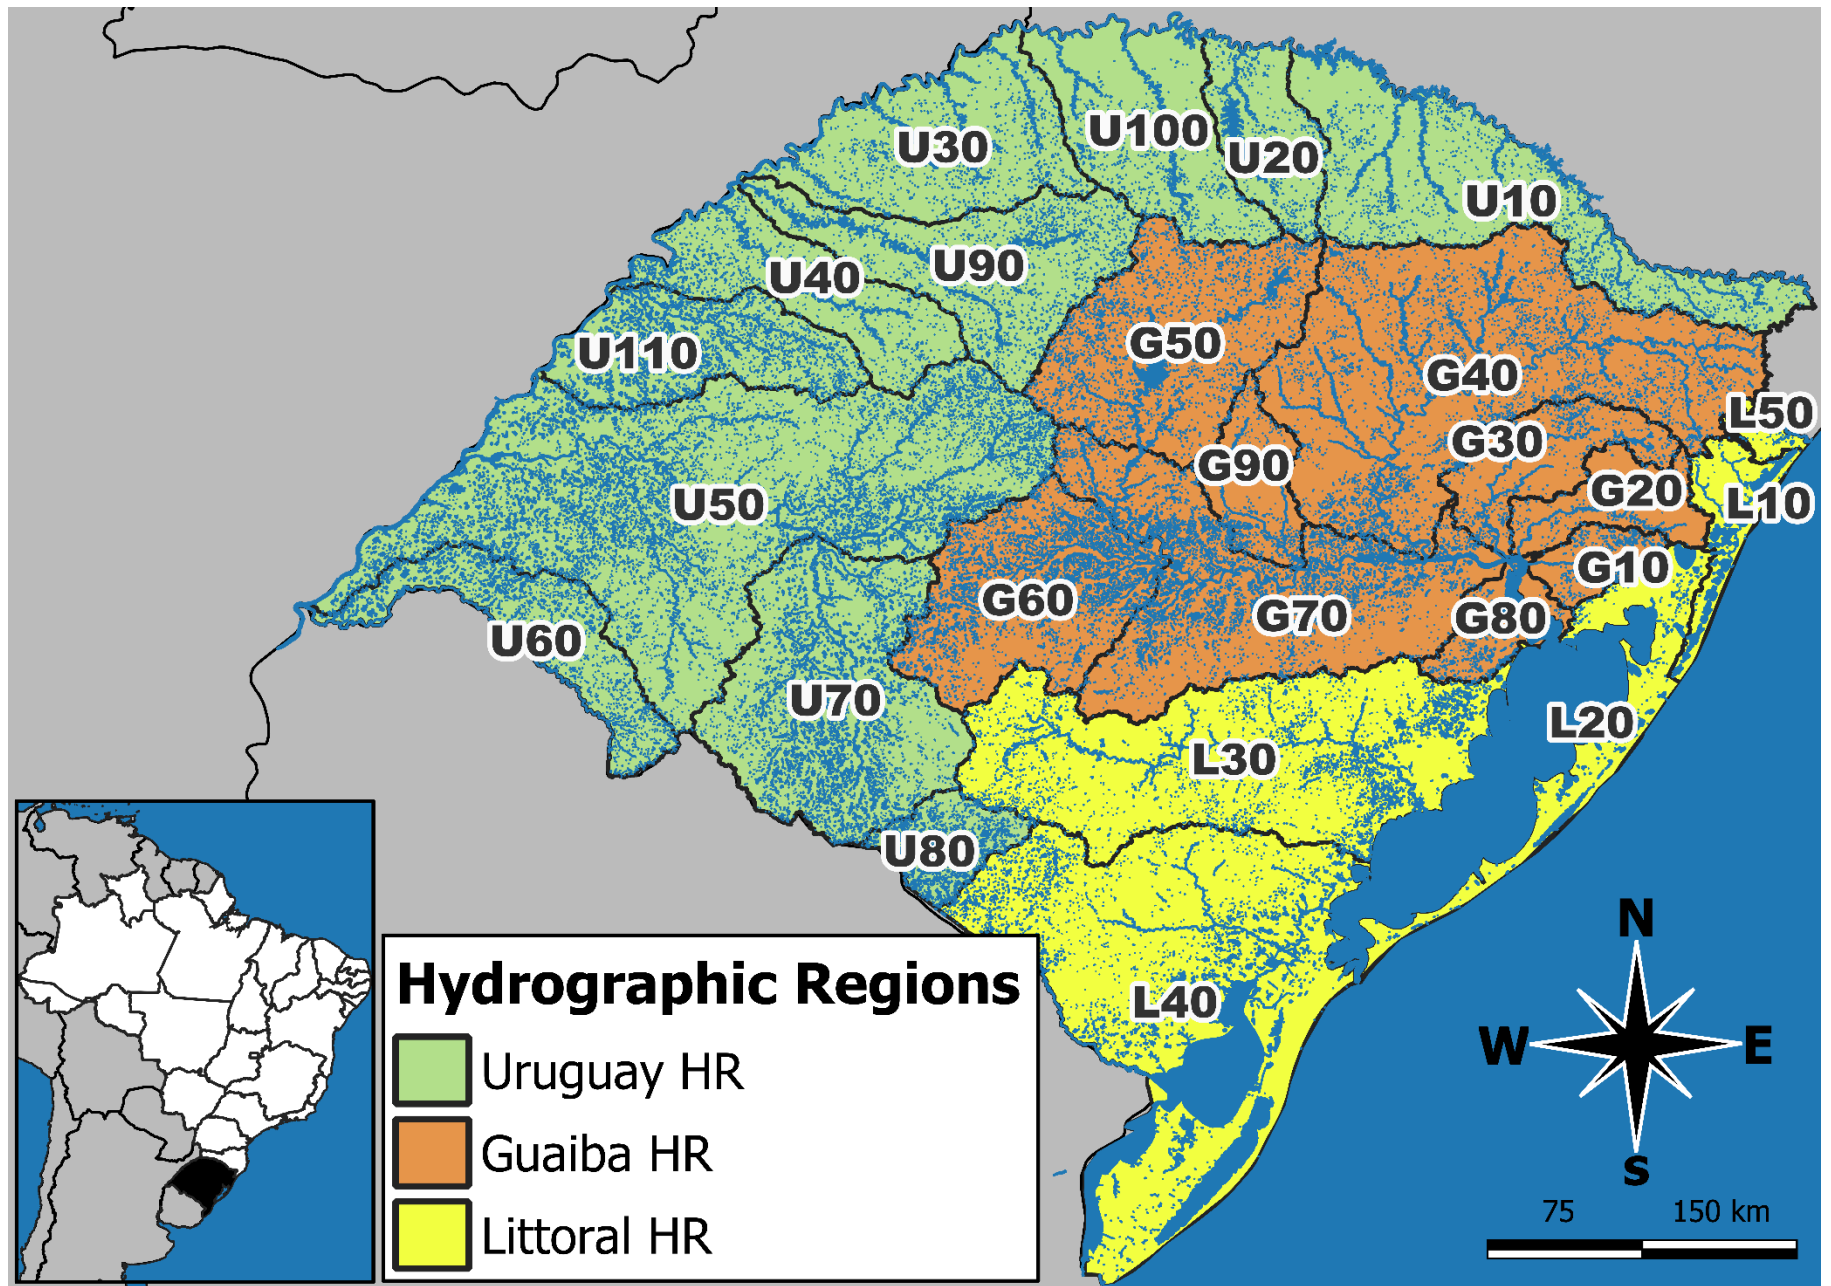 U30
U100
U20
U10
U40
U90
U110
G50
G40
L50
G30
G90
G20
L10
U50
G10
G60
G70
G80
U60
U70
L20
L30
U80
L40
Hydrographic Regions
Uruguay HR
Guaiba HR
Littoral HR
N
W
E
s
75 150 km